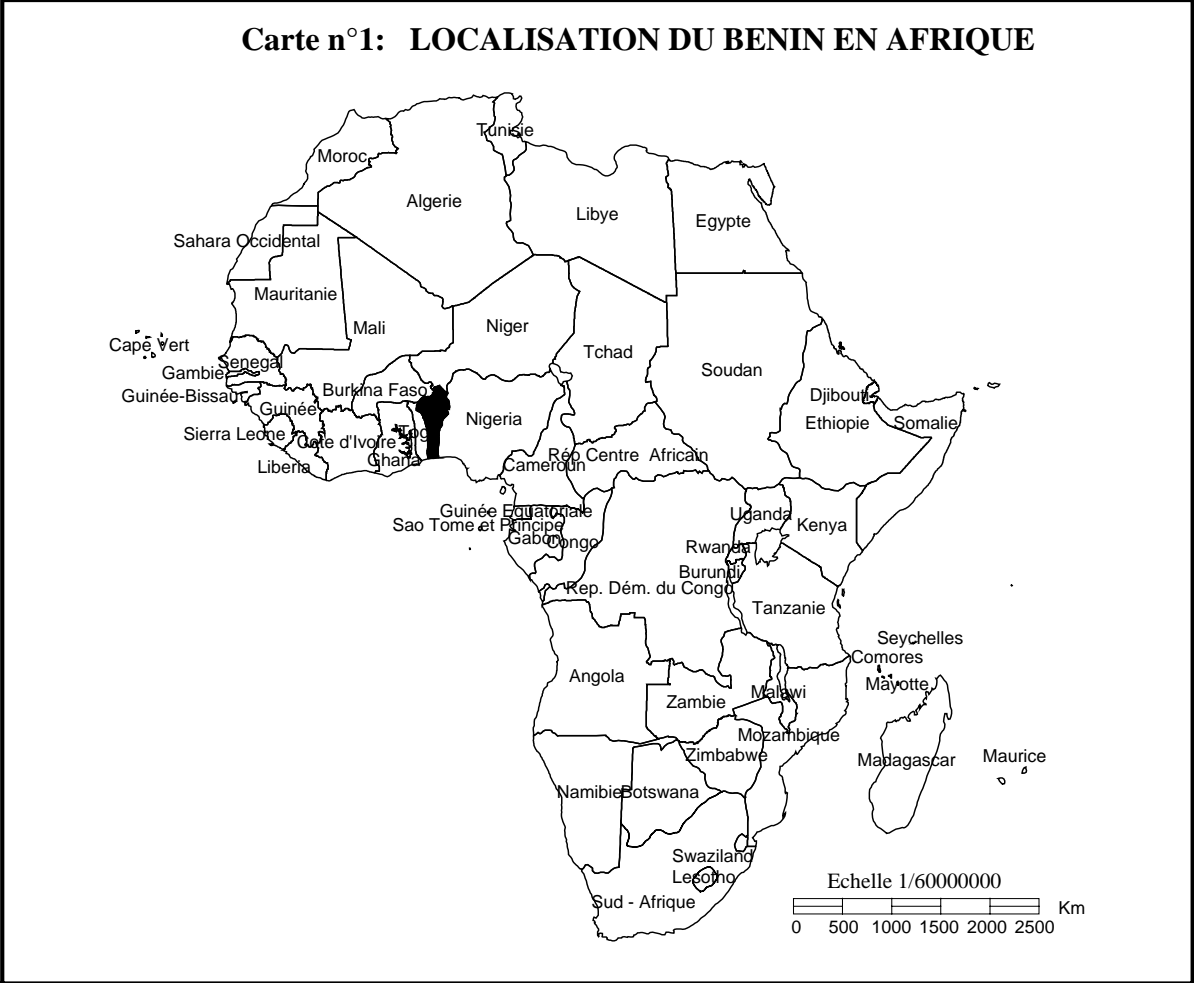 Carte n°1: LOCALISATION DU BENIN EN AFRIQUE
Tunisie
Moroc
Algerie
Libye
Egypte
Sahara Occidental
Mauritanie
Mali
Niger
Tchad
Soudan
Cape Vert
Senegal
Gambie
Guinée-Bissau
Guinée
Burkina Faso
Nigeria
Djibouti
Ethiopie
Somalie
Sierra Leone
Cote d'Ivoire
Togo
Ghana
Liberia
Cameroun
Rép Centre Africain
Guinée Equatoriale
Sao Tome et Principe
Gabon
Congo
Uganda
Kenya
Rwanda
Burundi
Rep. Dém. du Congo
Tanzanie
Seychelles
Comores
Mayotte
Angola
Zambie
Malawi
Mozambique
Zimbabwe
Madagascar
Maurice
Namibie
Botswana
Swaziland
Lesotho
Sud - Afrique
Echelle 1/60000000
Km
0 500 1000 1500 2000 2500